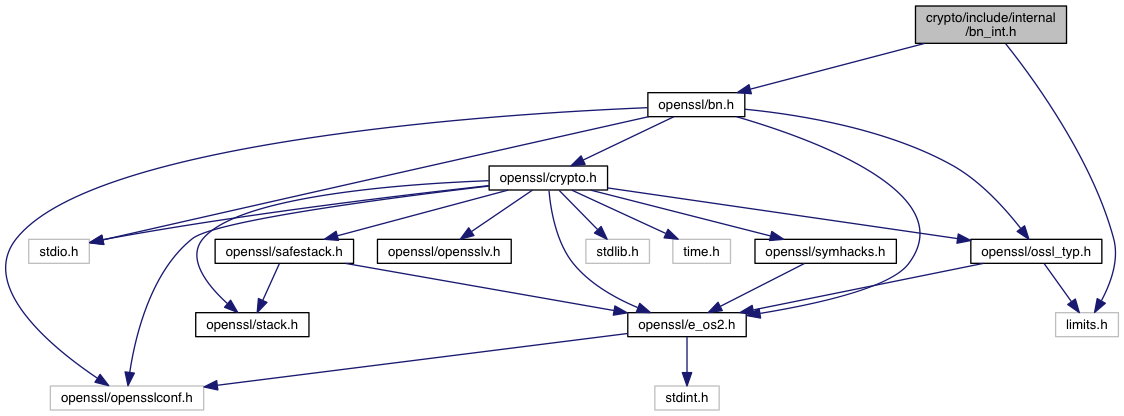 crypto/include/internal
/bn_int.h
openssl/bn.h
openssl/crypto.h
stdio.h
openssl/safestack.h
openssl/opensslv.h
stdlib.h
time.h
openssl/symhacks.h
openssl/ossl_typ.h
openssl/stack.h
openssl/e_os2.h
limits.h
openssl/opensslconf.h
stdint.h